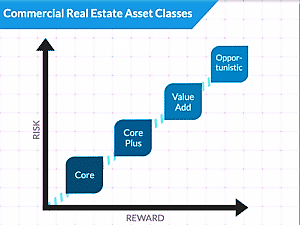 Commercial Real Estate Asset Classes
Oppor-
tunistic
Value
Add
Core
Plus
Core
RISK
REWARD